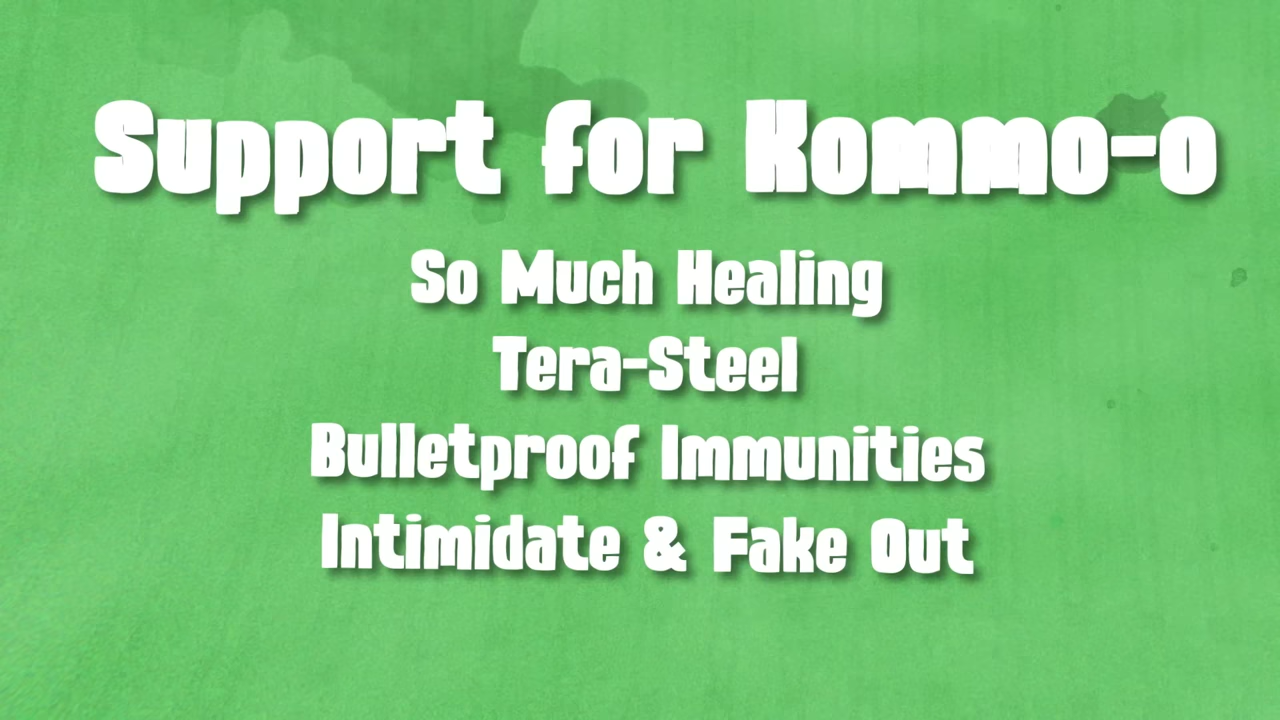 Support for Kommo-o
So Much Healing
Tera-Steel
Bulletproof Immunities
Intimidate & Fake Out